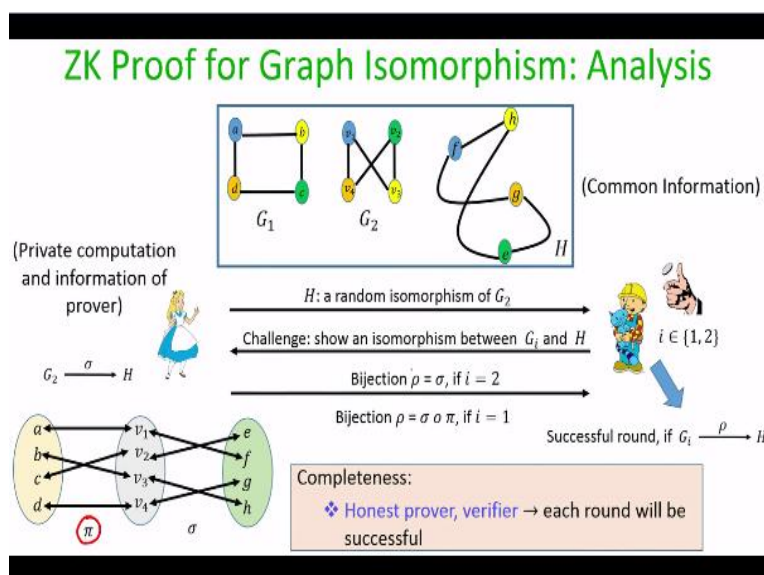 ZK Proof for Graph Isomorphism: Analysis
a b
d c
G₁
v₁ v₂
v₄ v₃
G₂
h
f
g
e
H
(Common Information)
(Private computation
and information of
prover)
H: a random isomorphism of G₂
Challenge: show an isomorphism between Gᵢ and H
i ∈ {1, 2}
G₂ σ H
Bijection ρ = σ, if i = 2
Bijection ρ = σ o π, if i = 1
Successful round, if Gᵢ ρ H
a v₁ e
b v₂ f
c v₃ g
d v₄ h
π σ
Completeness:
❖ Honest prover, verifier → each round will be
successful